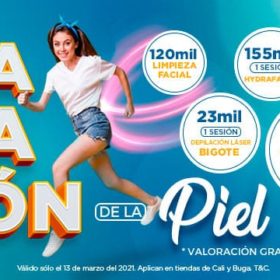 A
A
ÓN
DE LA Piel
120mil
LIMPIEZA
FACIAL
155m
1 SESIÓN
HYDRAFA
23mil
1 SESIÓN
DEPILACIÓN LÁSER
BIGOTE
* VALORACIÓN GRA
Válido sólo el 13 de marzo del 2021. Aplican en tiendas de Cali y Buga. T&C.